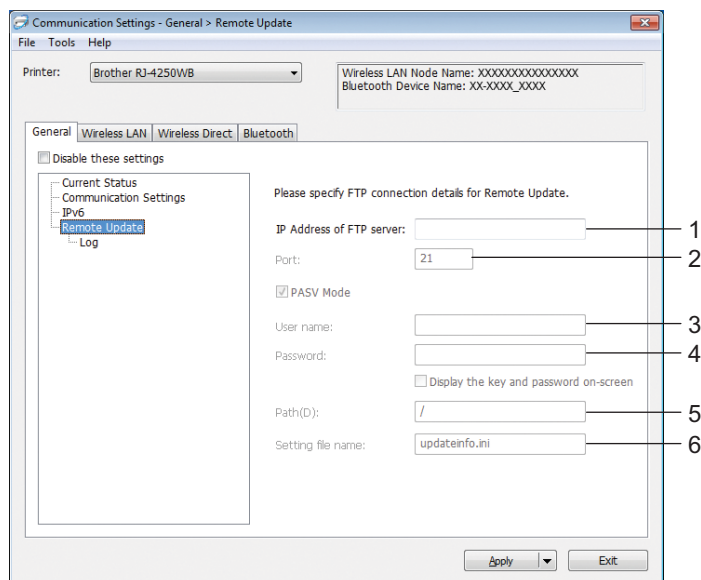 Communication Settings - General > Remote Update
File Tools Help
Printer: Brother RJ-4250WB
Wireless LAN Node Name: XXXXXXXXXXXXXXX
Bluetooth Device Name: XX-XXXX_XXXX
General Wireless LAN Wireless Direct Bluetooth
Disable these settings
Current Status
Communication Settings
IPv6
Remote Update
Log
Please specify FTP connection details for Remote Update.
IP Address of FTP server: 1
Port: 21 2
PASV Mode
User name: 3
Password: 4
Display the key and password on-screen
Path(D): / 5
Setting file name: updateinfo.ini 6
Apply Exit